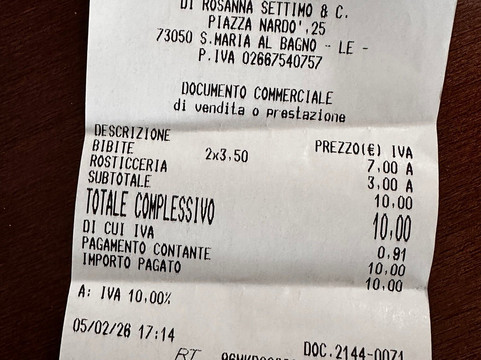 DI ROSANNA SETTIMO & C.
PIAZZA NARDO',25
73050 S.MARIA AL BAGNO - LE -
P.IVA 02667540757
DOCUMENTO COMMERCIALE
di vendita o prestazione
DESCRIZIONE PREZZO(€) IVA
BIBITE 2x3,50 7,00 A
ROSTICCERIA 3,00 A
SUBTOTALE 10,00
TOTALE COMPLESSIVO 10,00
DI CUI IVA 0,91
PAGAMENTO CONTANTE 10,00
IMPORTO PAGATO 10,00
A: IVA 10,00%
05/02/26 17:14
DOC.2144-0071
RT